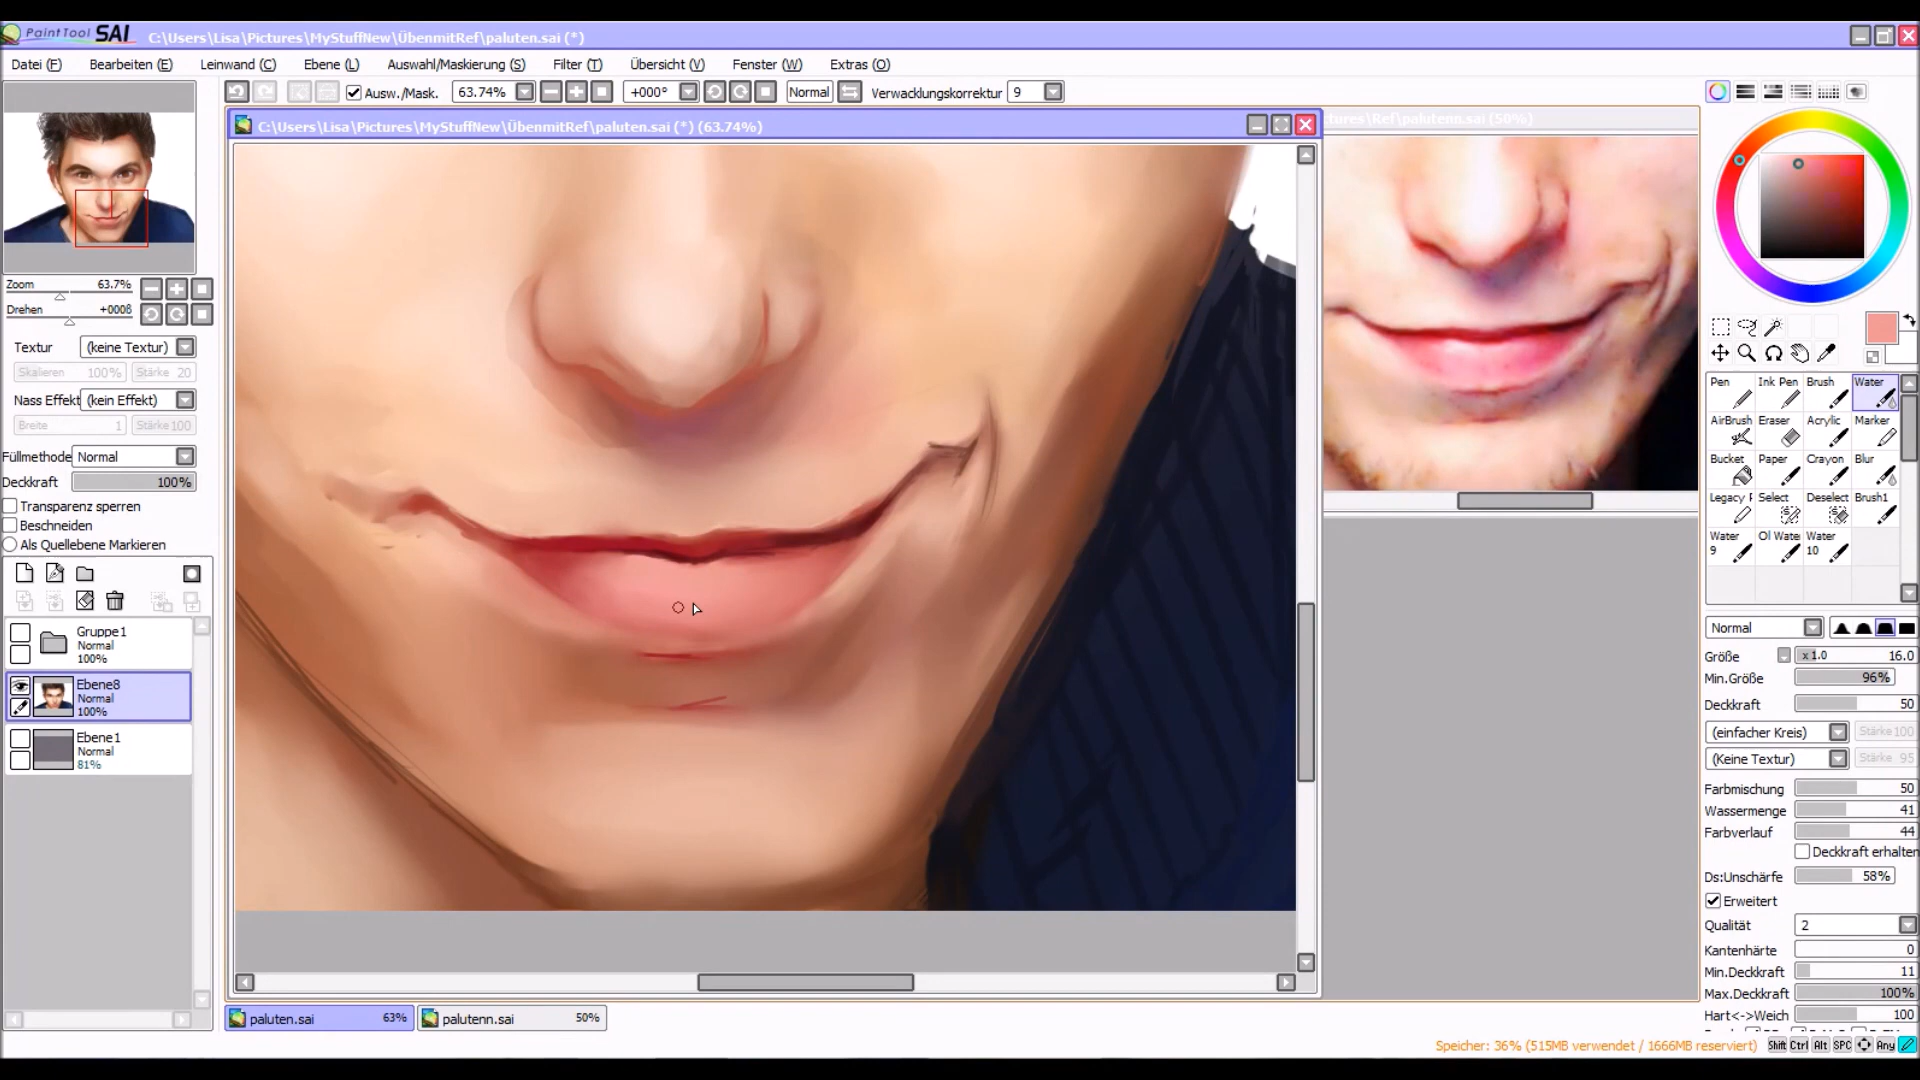 PaintTool SAI C:\Users\Lisa\Pictures\MyStuffNew\ÜbenmitRef\paluten.sai (*)
Datei (F) Bearbeiten (E) Leinwand (C) Ebene (L) Auswahl/Maskierung (S) Filter (T) Übersicht (V) Fenster (W) Extras (O)
Ausw./Mask. 63.74% +000° Normal Verwacklungskorrektur 9
C:\Users\Lisa\Pictures\MyStuffNew\ÜbenmitRef\paluten.sai (*) (63.74%)
tures\Ref\palutenn.sai (50%)
Zoom 63.7%
Drehen +000ß
Textur (keine Textur)
Skalieren 100% Stärke 20
Nass Effekt (kein Effekt)
Breite 1 Stärke 100
Füllmethode Normal
Deckkraft 100%
Transparenz sperren
Beschneiden
Als Quellebene Markieren
Gruppe1
Normal
100%
Ebene8
Normal
100%
Ebene1
Normal
81%
paluten.sai 63% palutenn.sai 50%
Pen Ink Pen Brush Water
AirBrush Eraser Acrylic Marker
Bucket Paper Crayon Blur
Legacy P Select Deselect Brush1
Water 9 Ol Wate Water 10
Normal
Größe x1.0 16.0
Min.Größe 96%
Deckkraft 50
(einfacher Kreis) Stärke 100
(Keine Textur) Stärke 95
Farbmischung 50
Wassermenge 41
Farbverlauf 44
Deckkraft erhalten
Ds:Unschärfe 58%
Erweitert
Qualität 2
Kantenhärte 0
Min.Deckkraft 11
Max.Deckkraft 100%
Hart<->Weich 100
Speicher: 36% (515MB verwendet / 1666MB reserviert) Shift Ctrl Alt SPC Any